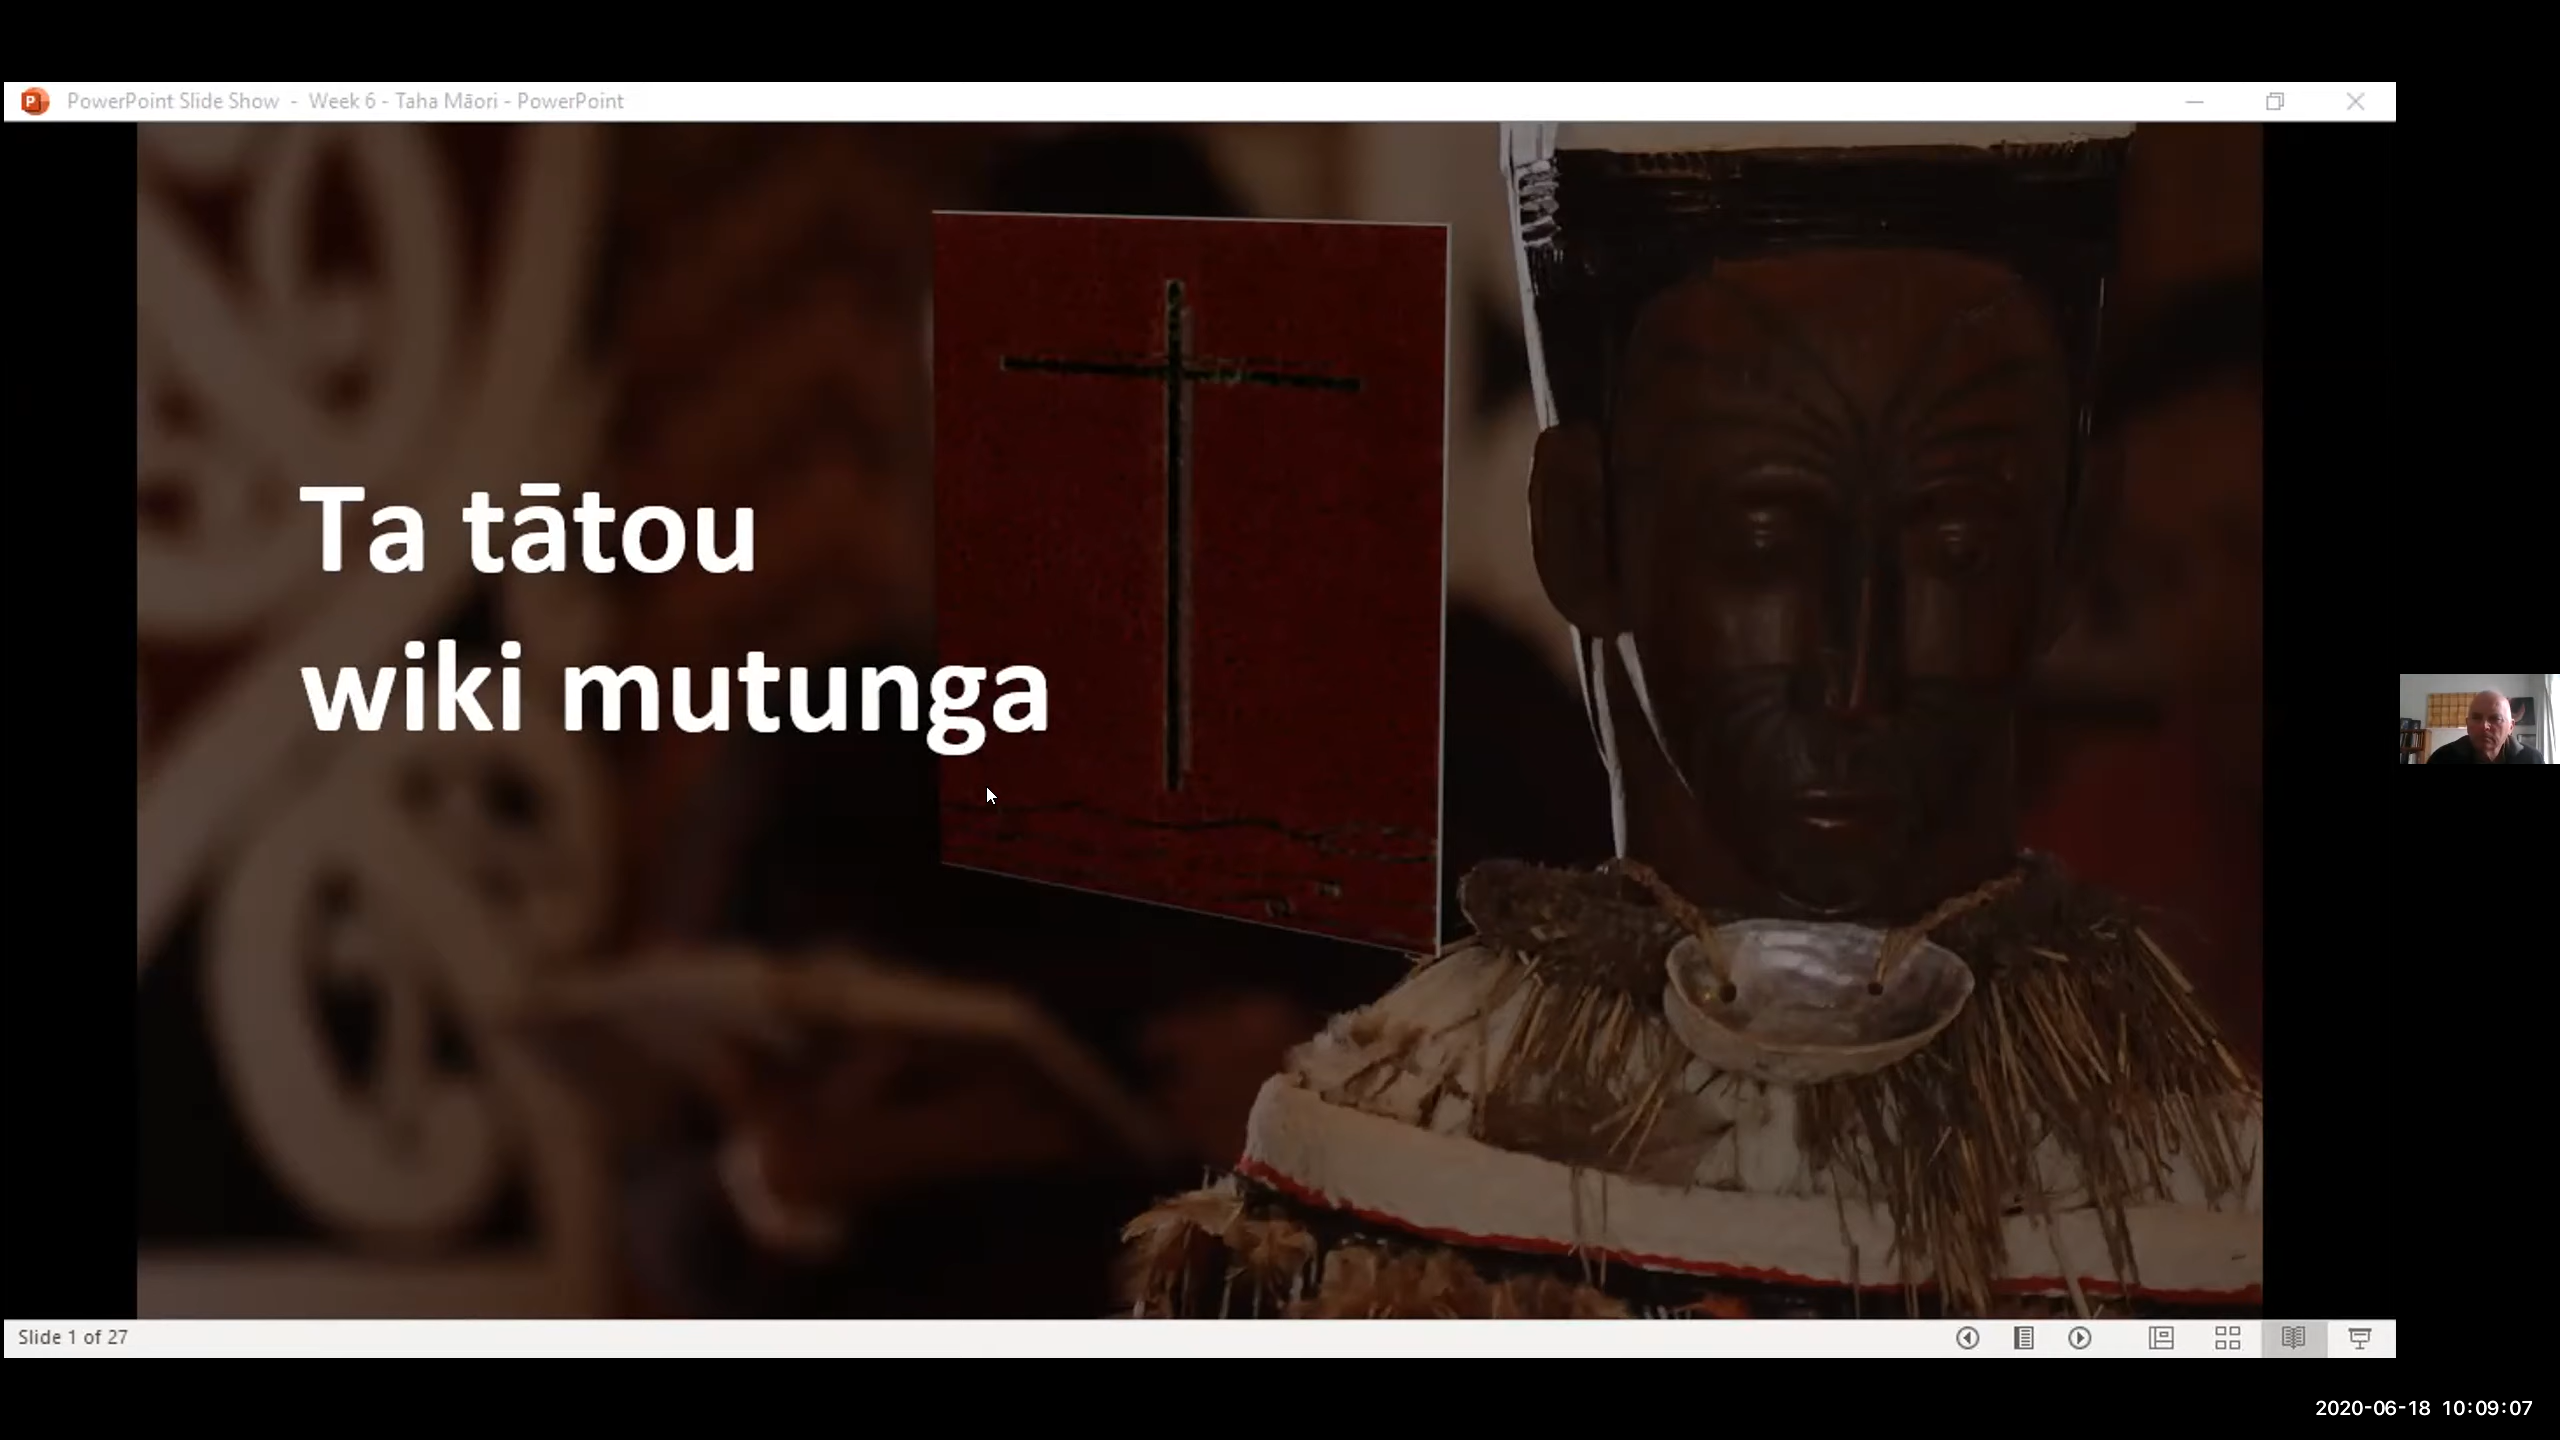 PowerPoint Slide Show - Week 6 - Taha Māori - PowerPoint
Ta tātou
wiki mutunga
Slide 1 of 27
2020-06-18 10:09:07